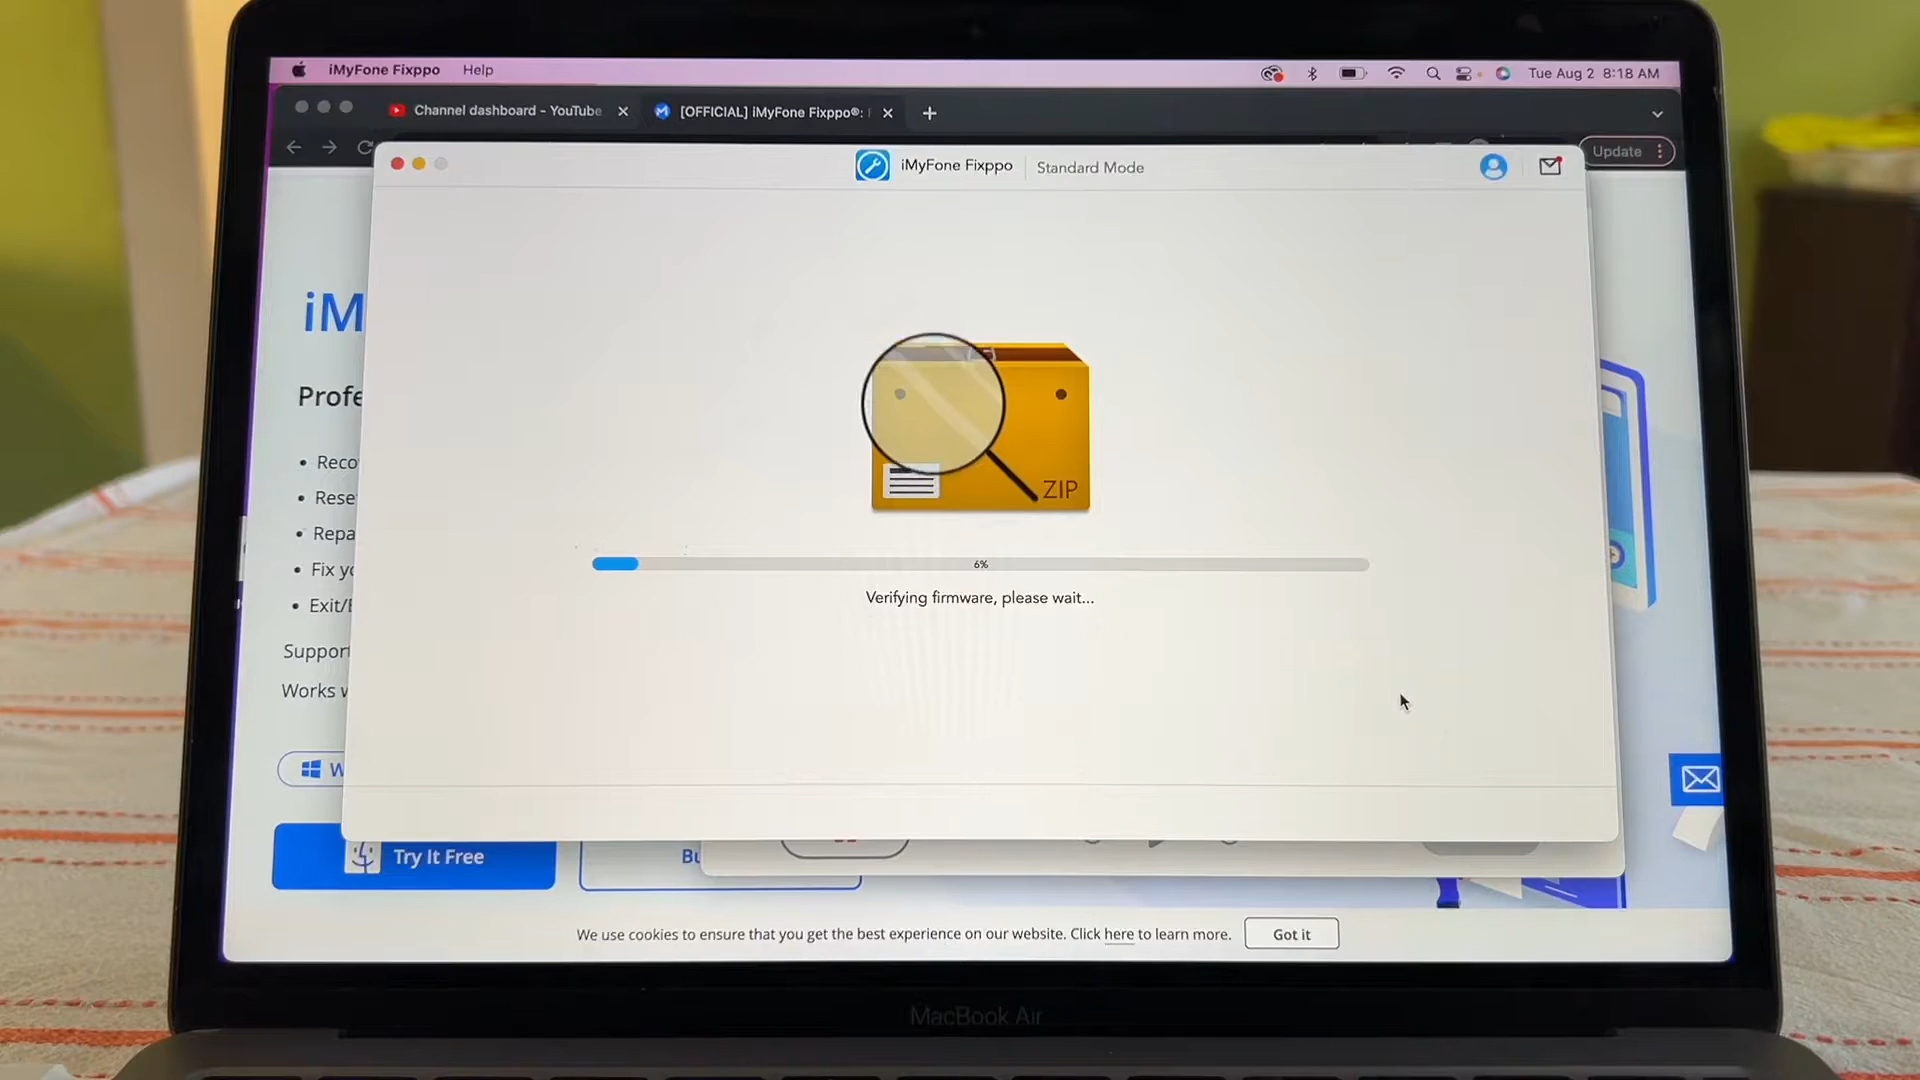 iMyFone Fixppo Help
Tue Aug 2 8:18 AM
Channel dashboard - YouTube
[OFFICIAL] iMyFone Fixppo®:
Update
iMyFone Fixppo
Standard Mode
iM
Profe
Reco
Rese
Repa
Fix yo
Exit/E
Support
Works w
ZIP
6%
Verifying firmware, please wait...
W
Try It Free
Bu
We use cookies to ensure that you get the best experience on our website. Click here to learn more.
Got it
MacBook Air